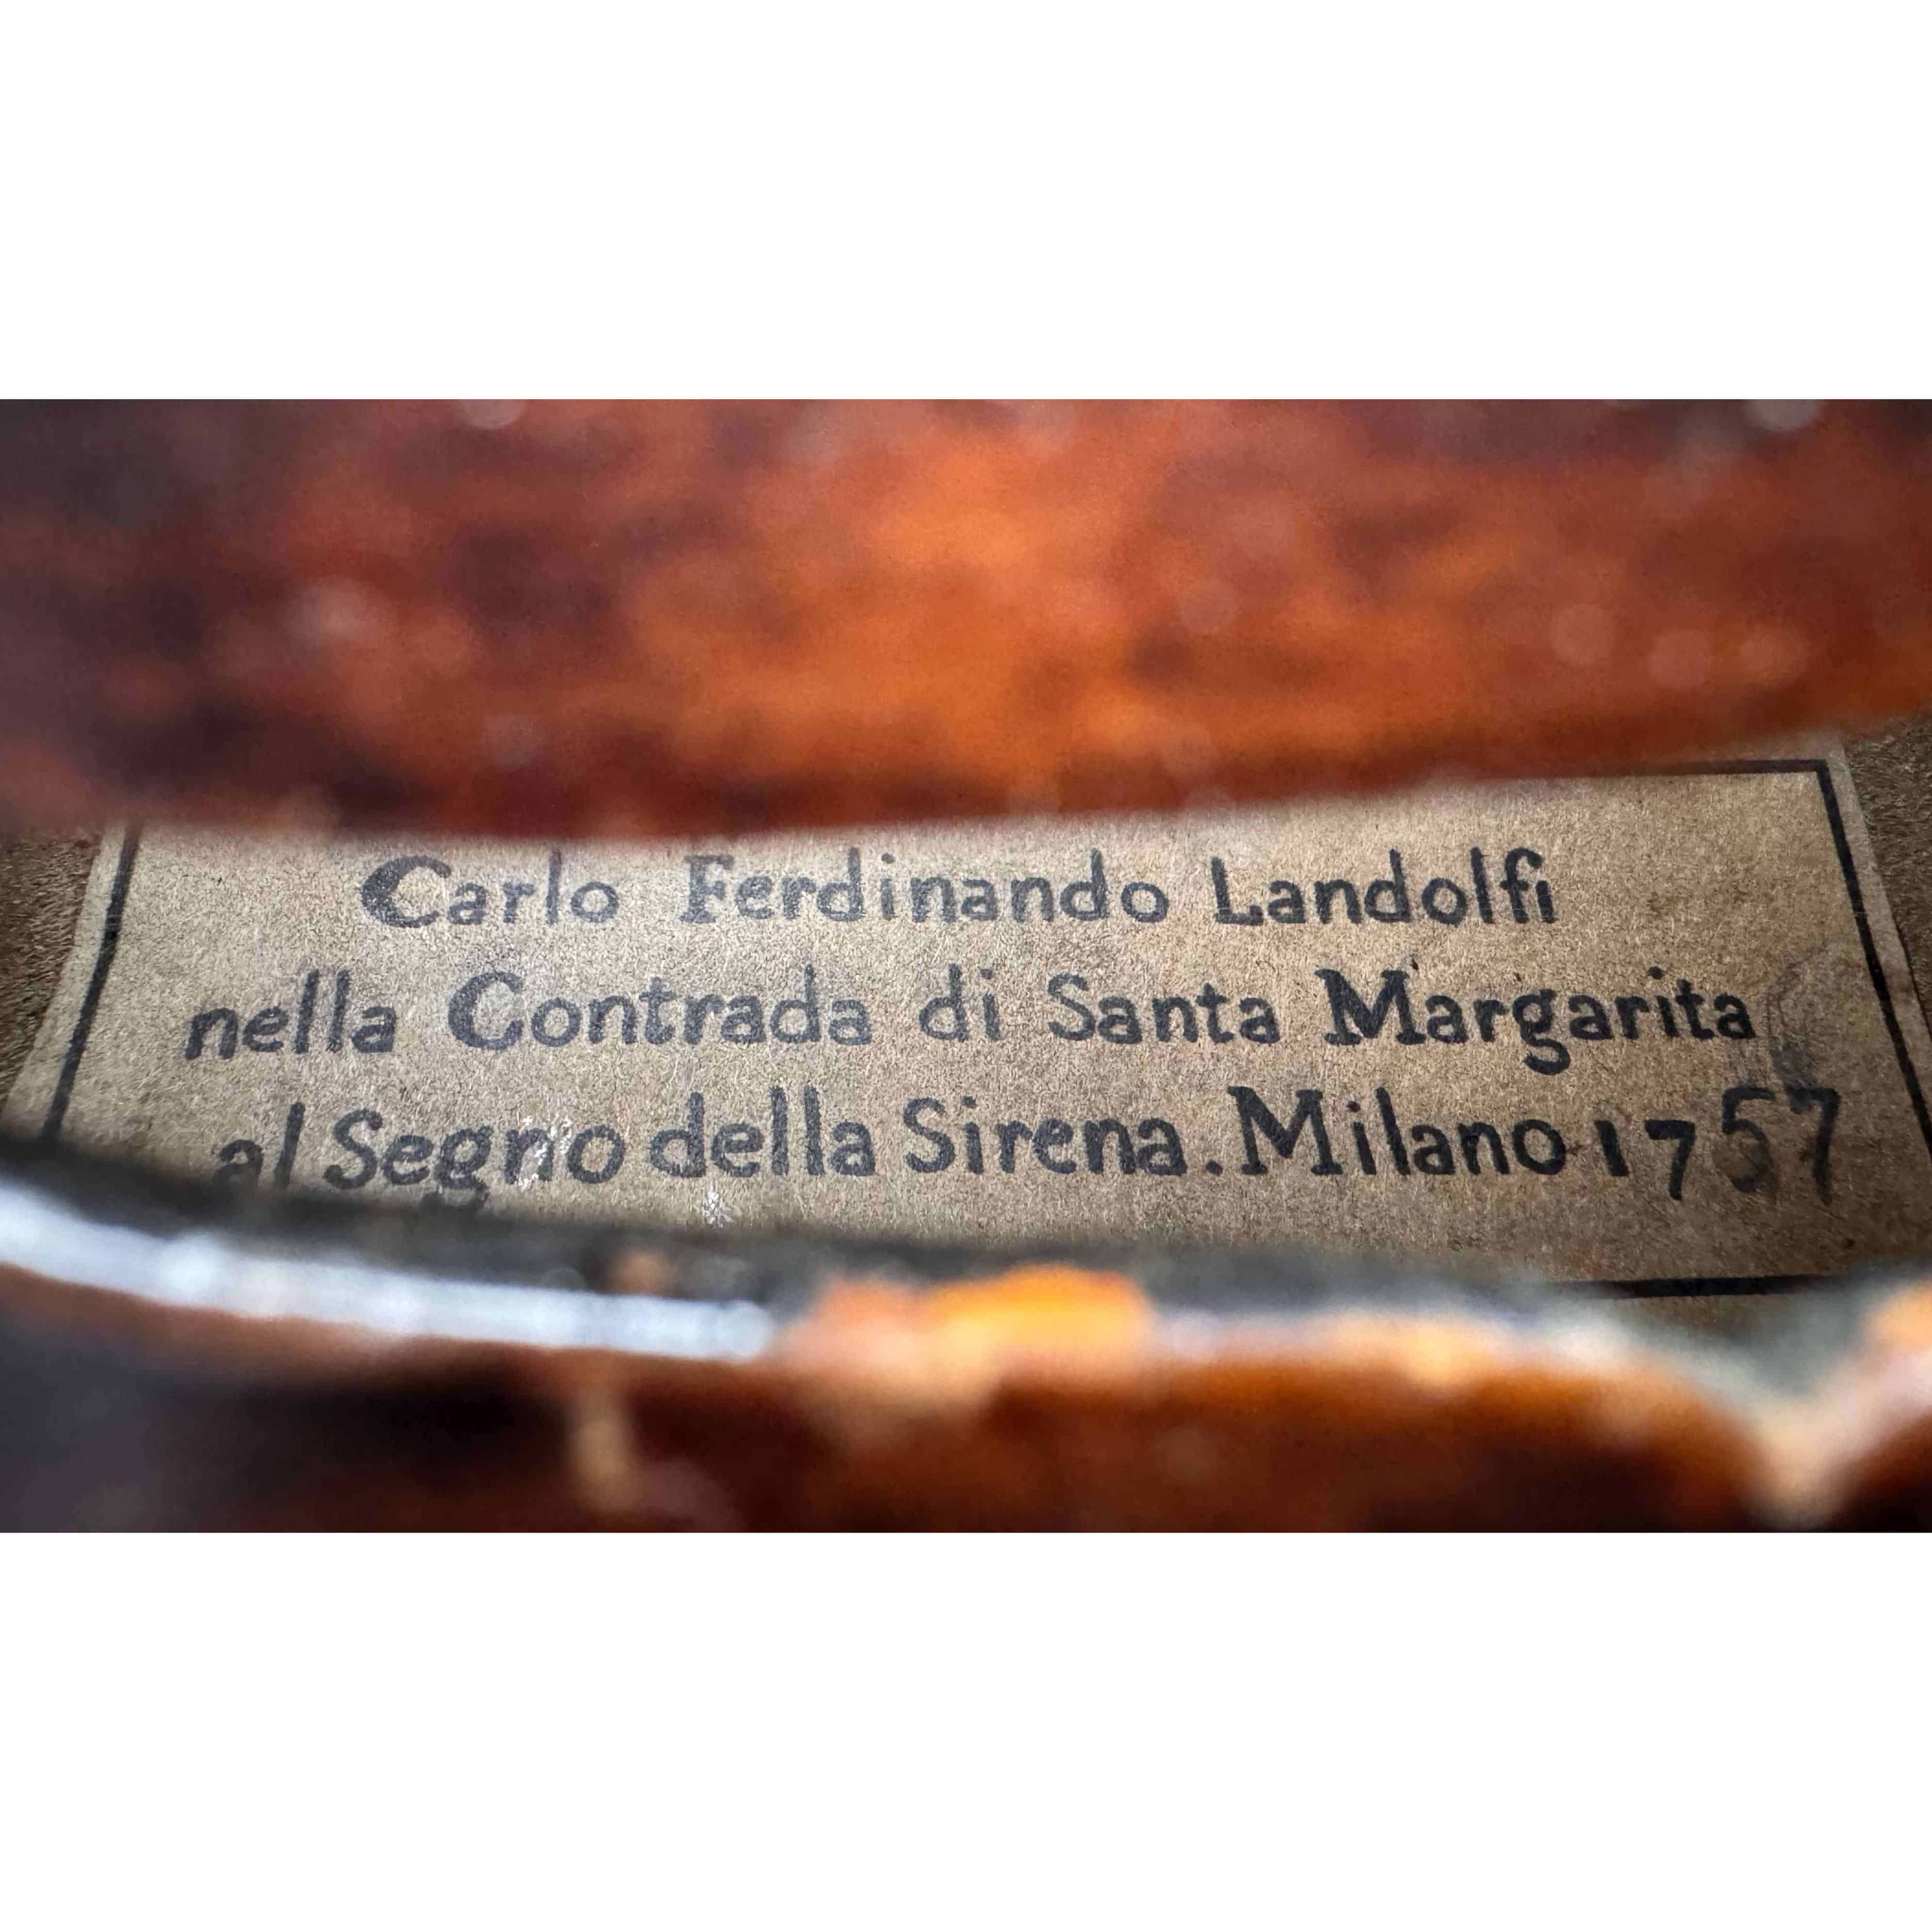 Carlo Ferdinando Landolfi
nella Contrada di Santa Margarita
al Segno della Sirena. Milano 1757